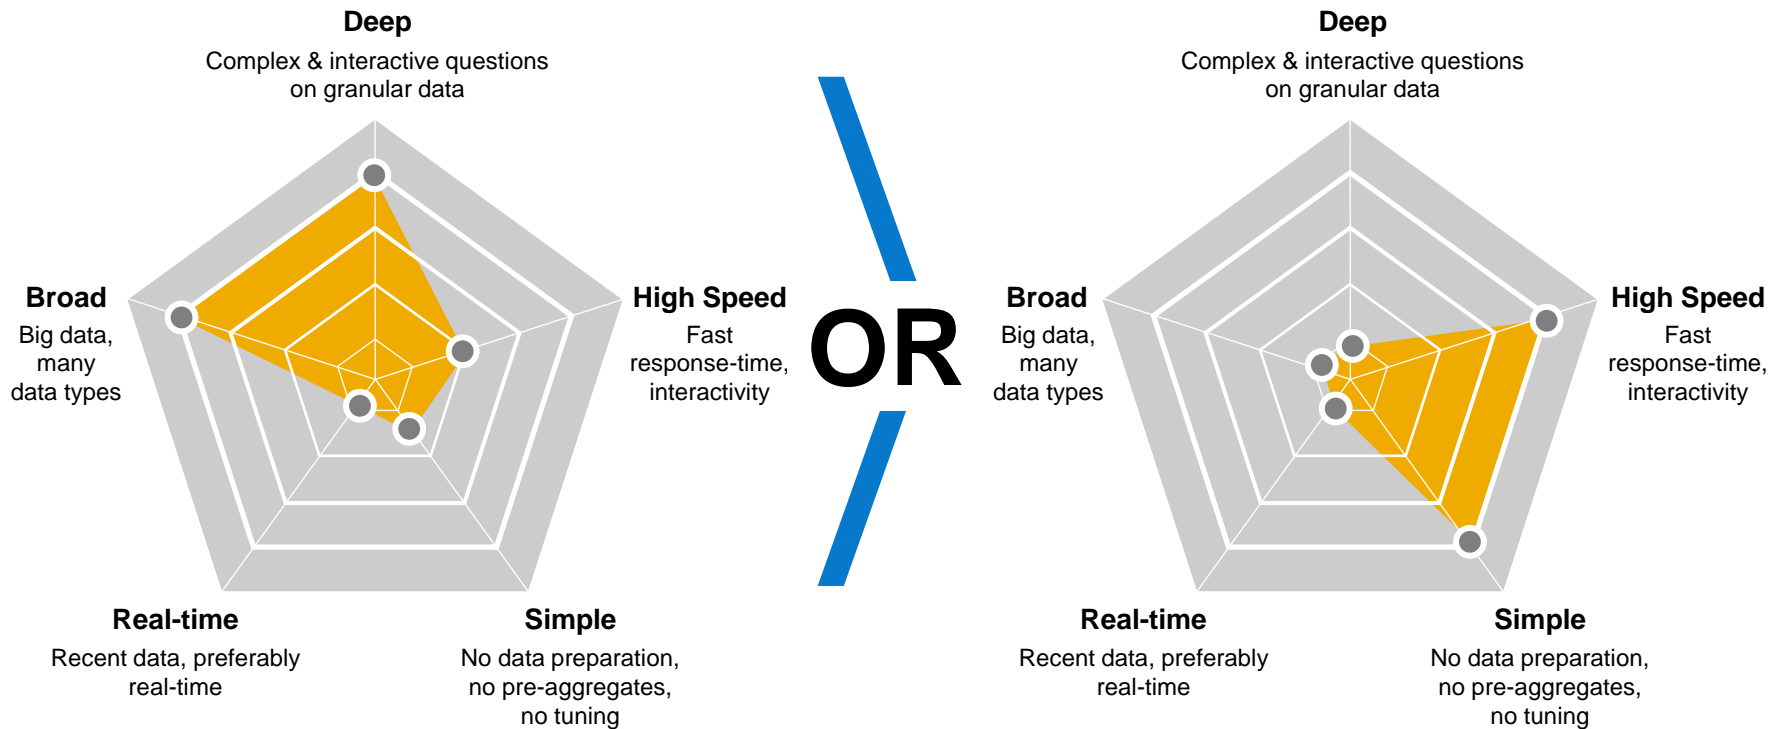 Deep
Complex & interactive questions
on granular data
Broad
Big data,
many
data types
High Speed
Fast
response-time,
interactivity
Real-time
Recent data, preferably
real-time
Simple
No data preparation,
no pre-aggregates,
no tuning
OR
Deep
Complex & interactive questions
on granular data
Broad
Big data,
many
data types
High Speed
Fast
response-time,
interactivity
Real-time
Recent data, preferably
real-time
Simple
No data preparation,
no pre-aggregates,
no tuning